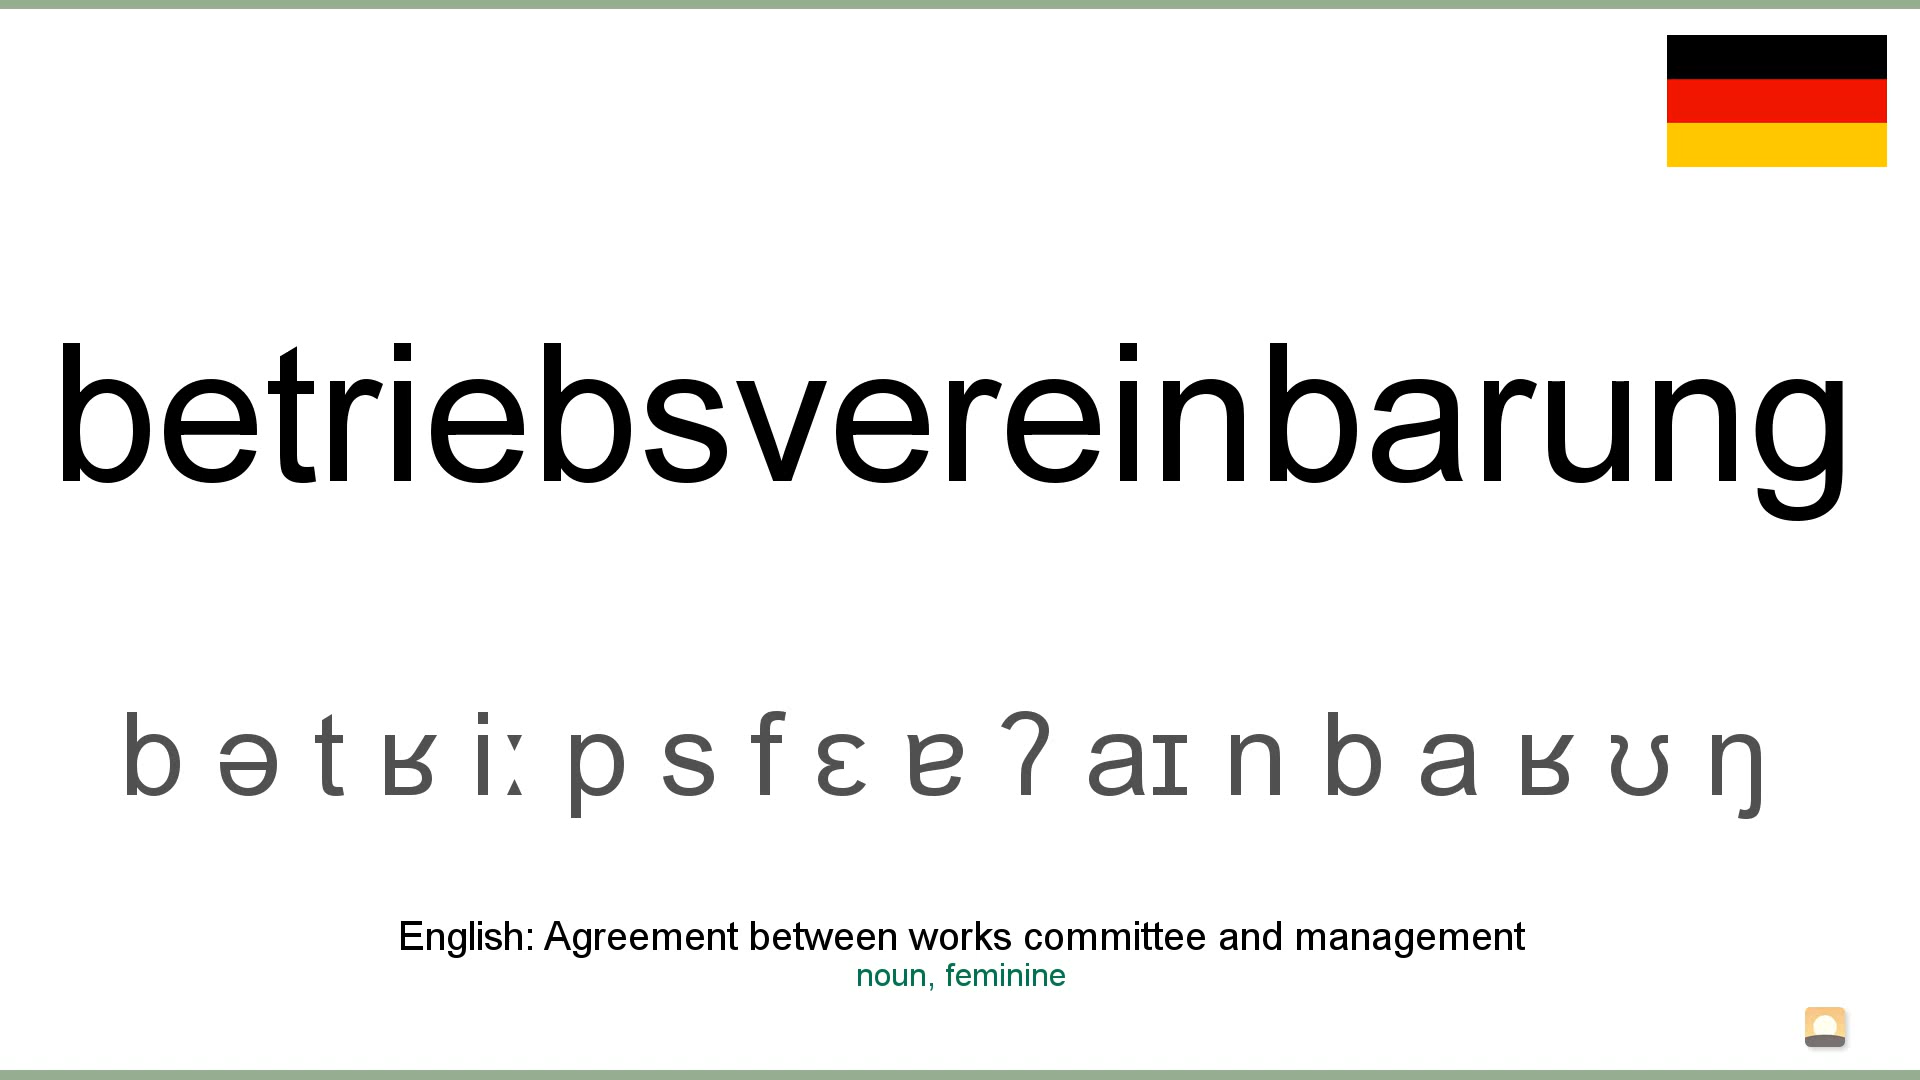 betriebsvereinbarung
b ə t ʁ iː p s f ɛ ɐ ʔ aɪ n b a ʁ ʊ ŋ
English: Agreement between works committee and management
noun, feminine